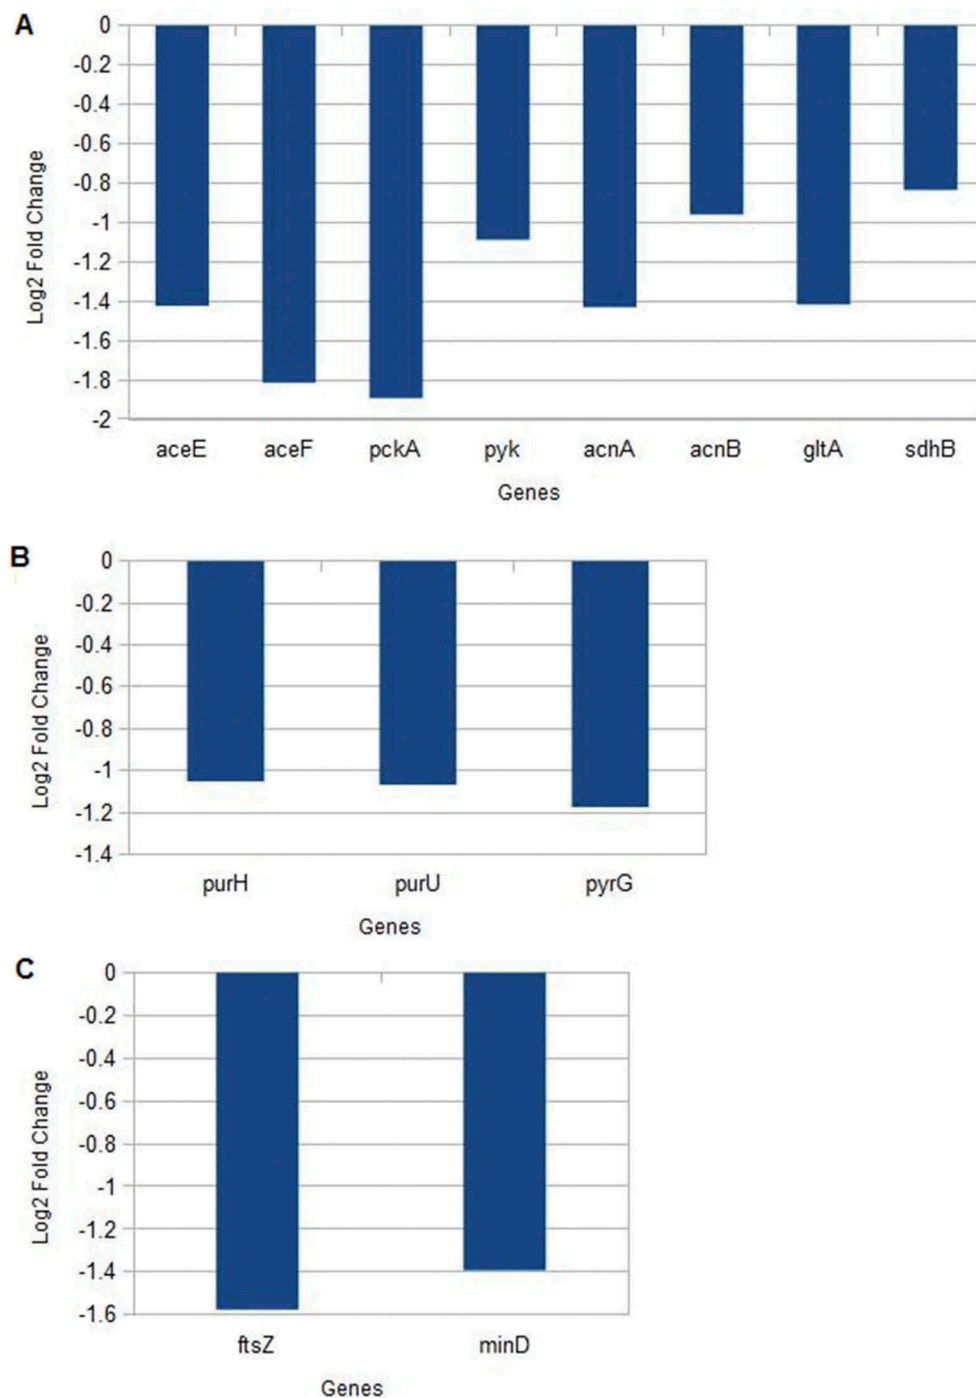 A
0
-0.2
-0.4
-0.6
-0.8
-1
-1.2
-1.4
-1.6
-1.8
-2
Log2 Fold Change
aceE aceF pckA pyk acnA acnB gltA sdhB
Genes
B
0
-0.2
-0.4
-0.6
-0.8
-1
-1.2
-1.4
Log2 Fold Change
purH purU pyrG
Genes
C
0
-0.2
-0.4
-0.6
-0.8
-1
-1.2
-1.4
-1.6
Log2 Fold Change
ftsZ minD
Genes